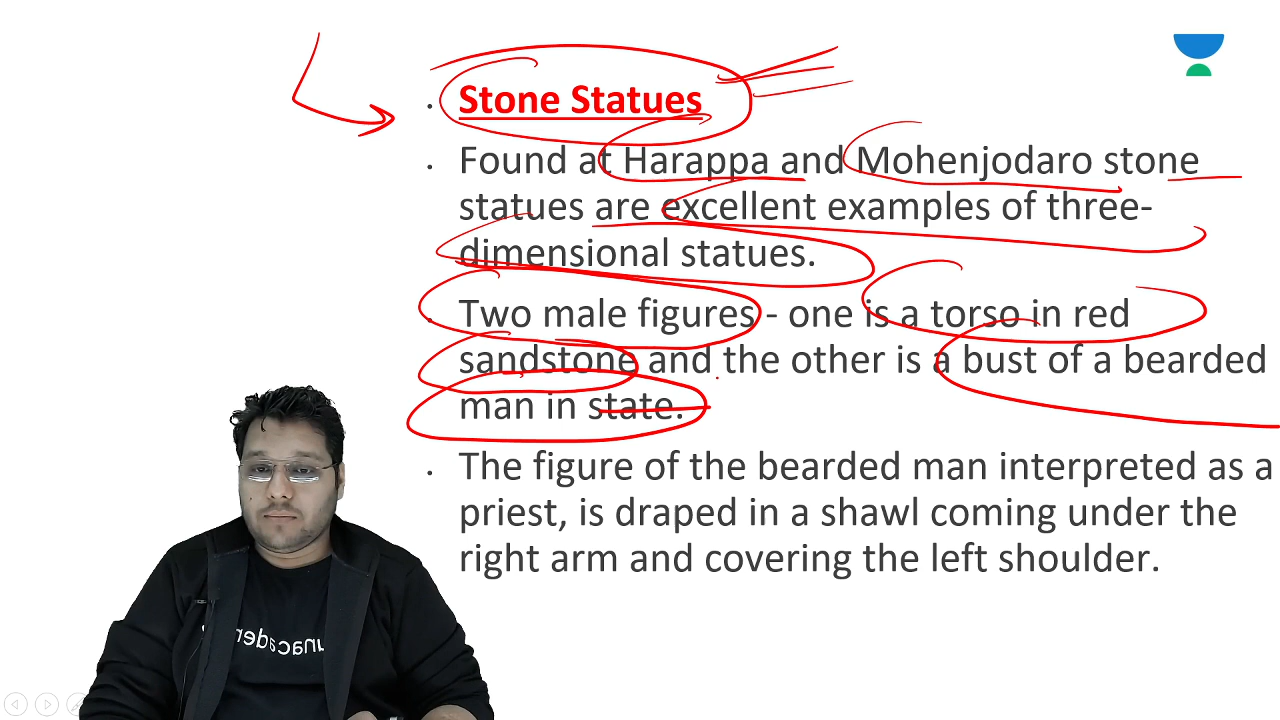 Stone Statues
Found at Harappa and Mohenjodaro stone
statues are excellent examples of three-
dimensional statues.
Two male figures - one is a torso in red
sandstone and the other is a bust of a bearded
man in state.
The figure of the bearded man interpreted as a
priest, is draped in a shawl coming under the
right arm and covering the left shoulder.
unacadem